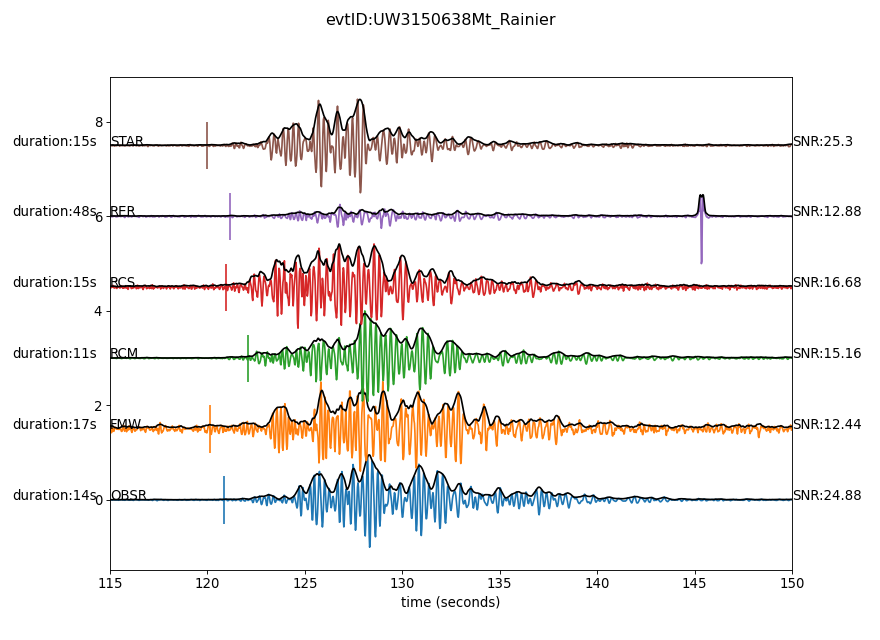 evtID:UW3150638Mt_Rainier
8
duration:15s STAR SNR:25.3
duration:48s RER SNR:12.88
6
duration:15s RCS SNR:16.68
4
duration:11s RCM SNR:15.16
2
duration:17s FMW SNR:12.44
duration:14s OBSR SNR:24.88
0
115 120 125 130 135 140 145 150
time (seconds)